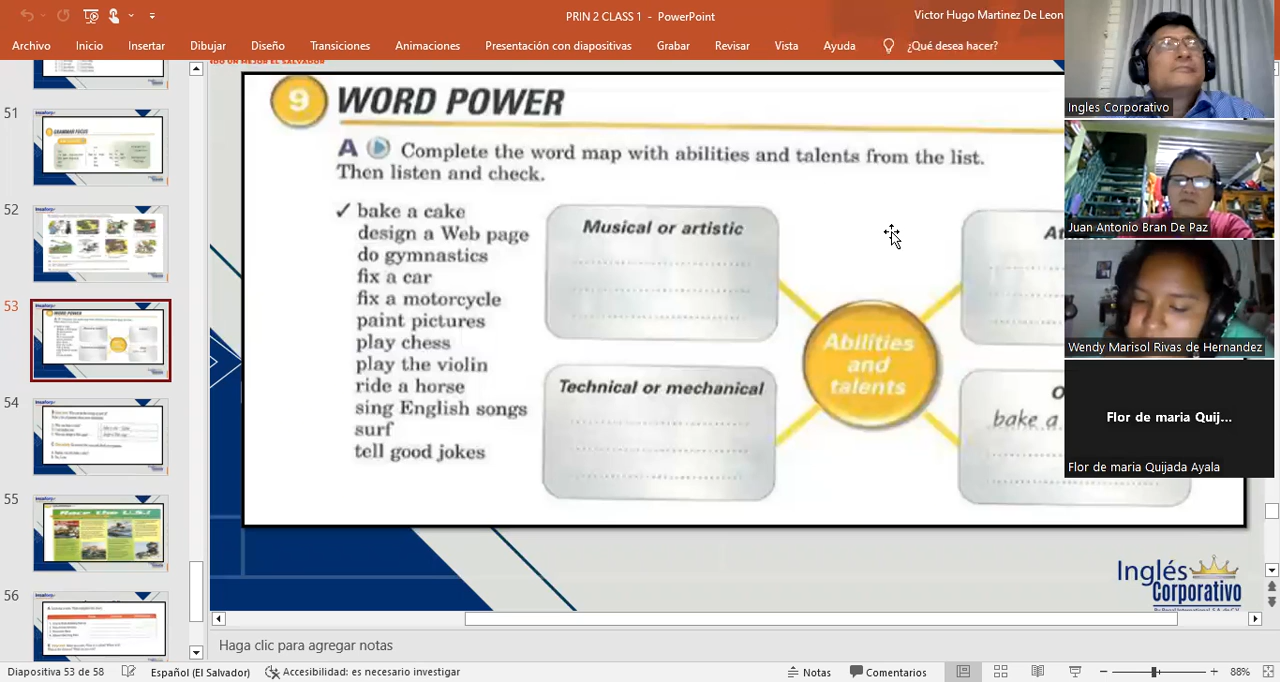 PRIN 2 CLASS 1 - PowerPoint
Victor Hugo Martinez De Leon
Archivo Inicio Insertar Dibujar Diseño Transiciones Animaciones Presentación con diapositivas Grabar Revisar Vista Ayuda ¿Qué desea hacer?
51
52
53
54
55
56
9 WORD POWER
A Complete the word map with abilities and talents from the list.
Then listen and check.
✓ bake a cake
design a Web page
do gymnastics
fix a car
fix a motorcycle
paint pictures
play chess
play the violin
ride a horse
sing English songs
surf
tell good jokes
Musical or artistic
Technical or mechanical
Abilities
and
talents
bake a
Ingles Corporativo
Juan Antonio Bran De Paz
Wendy Marisol Rivas de Hernandez
Flor de maria Quij...
Flor de maria Quijada Ayala
Inglés
Corporativo
Haga clic para agregar notas
Diapositiva 53 de 58 Español (El Salvador) Accesibilidad: es necesario investigar Notas Comentarios 88%